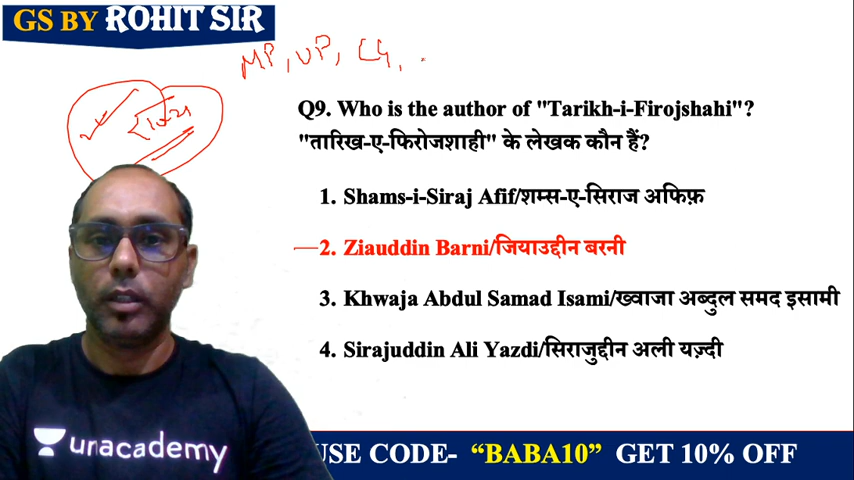 GS BY ROHIT SIR
MP, UP, CG,
Q9. Who is the author of "Tarikh-i-Firojshahi"?
"तारिख-ए-फिरोजशाही" के लेखक कौन हैं?
1. Shams-i-Siraj Afif/शम्स-ए-सिराज अफिफ़
2. Ziauddin Barni/जियाउद्दीन बरनी
3. Khwaja Abdul Samad Isami/ख्वाजा अब्दुल समद इसामी
4. Sirajuddin Ali Yazdi/सिराजुद्दीन अली यज़्दी
unacademy
USE CODE- “BABA10” GET 10% OFF